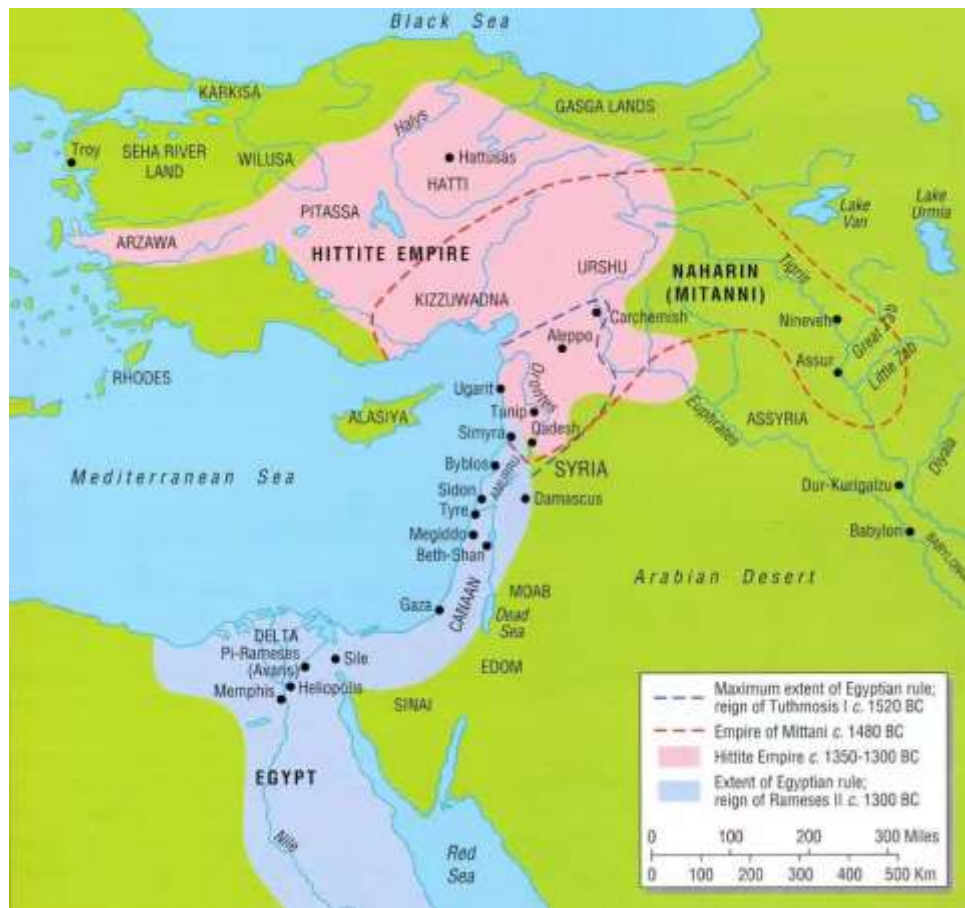 Black Sea
KARKISA
GASGA LANDS
Halys
Troy
SEHA RIVER
LAND
WILUSA
Hattusas
HATTI
Lake
Van
Lake
Urmia
PITASSA
ARZAWA
HITTITE EMPIRE
URSHU
NAHARIN
(MITANNI)
Tigris
KIZZUWADNA
Carchemish
Nineveh
Great Zab
Aleppo
Assur
Little Zab
RHODES
Orontes
Ugarit
ALASIYA
Tunip
Euphrates
ASSYRIA
Simyra
Qadesh
Diyala
Byblos
AMURRU
SYRIA
Mediterranean Sea
Sidon
Damascus
Dur-Kurigalzu
Tyre
Megiddo
Babylon
BABYLONIA
Beth-Shan
Arabian Desert
MOAB
Gaza
CANAAN
Dead
Sea
DELTA
Pi-Rameses
(Avaris)
Sile
EDOM
Memphis
Heliopolis
SINAI
EGYPT
Nile
Red
Sea
Maximum extent of Egyptian rule;
reign of Tuthmosis I c. 1520 BC
Empire of Mittani c. 1480 BC
Hittite Empire c. 1350-1300 BC
Extent of Egyptian rule;
reign of Rameses II c. 1300 BC
0 100 200 300 Miles
0 100 200 300 400 500 Km